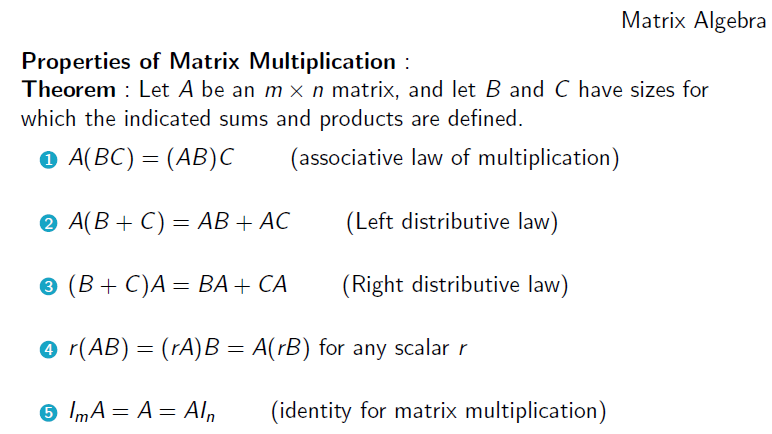 Matrix Algebra
Properties of Matrix Multiplication :
Theorem : Let A be an m × n matrix, and let B and C have sizes for
which the indicated sums and products are defined.
1 A(BC) = (AB)C (associative law of multiplication)
2 A(B + C) = AB + AC (Left distributive law)
3 (B + C)A = BA + CA (Right distributive law)
4 r(AB) = (rA)B = A(rB) for any scalar r
5 IₘA = A = AIₙ (identity for matrix multiplication)